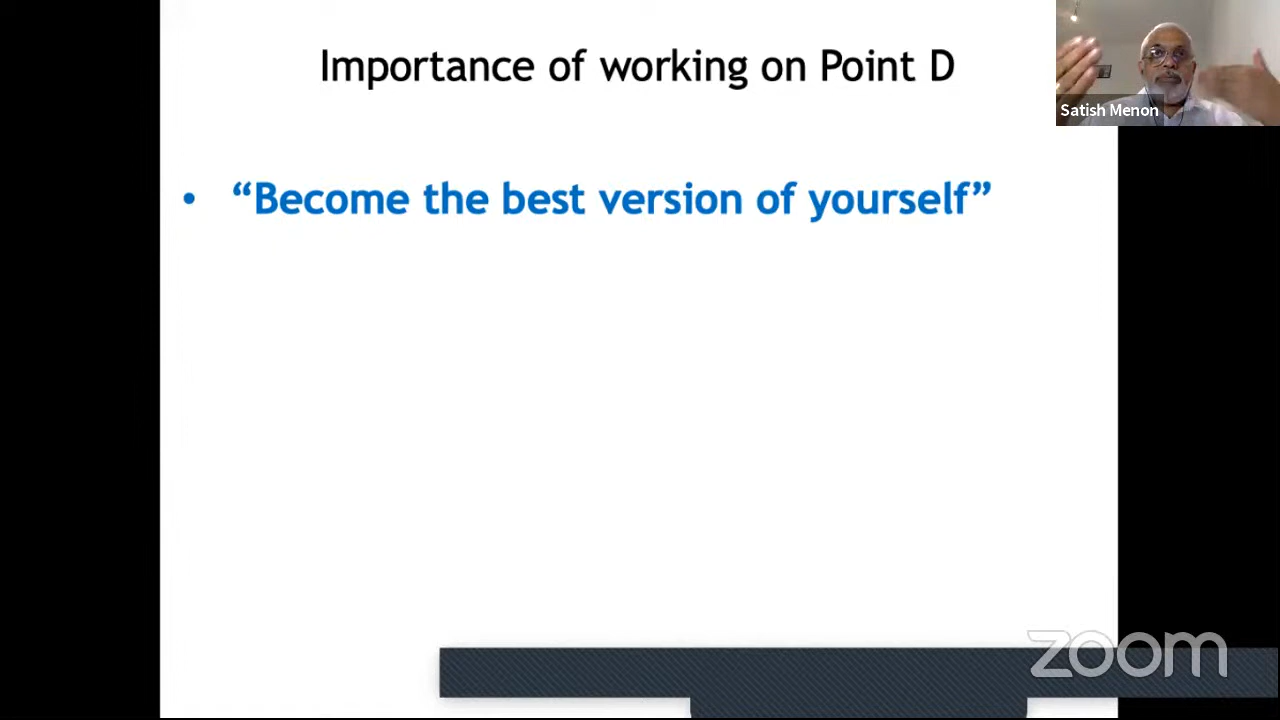 Importance of working on Point D
Satish Menon
• “Become the best version of yourself”
zoom